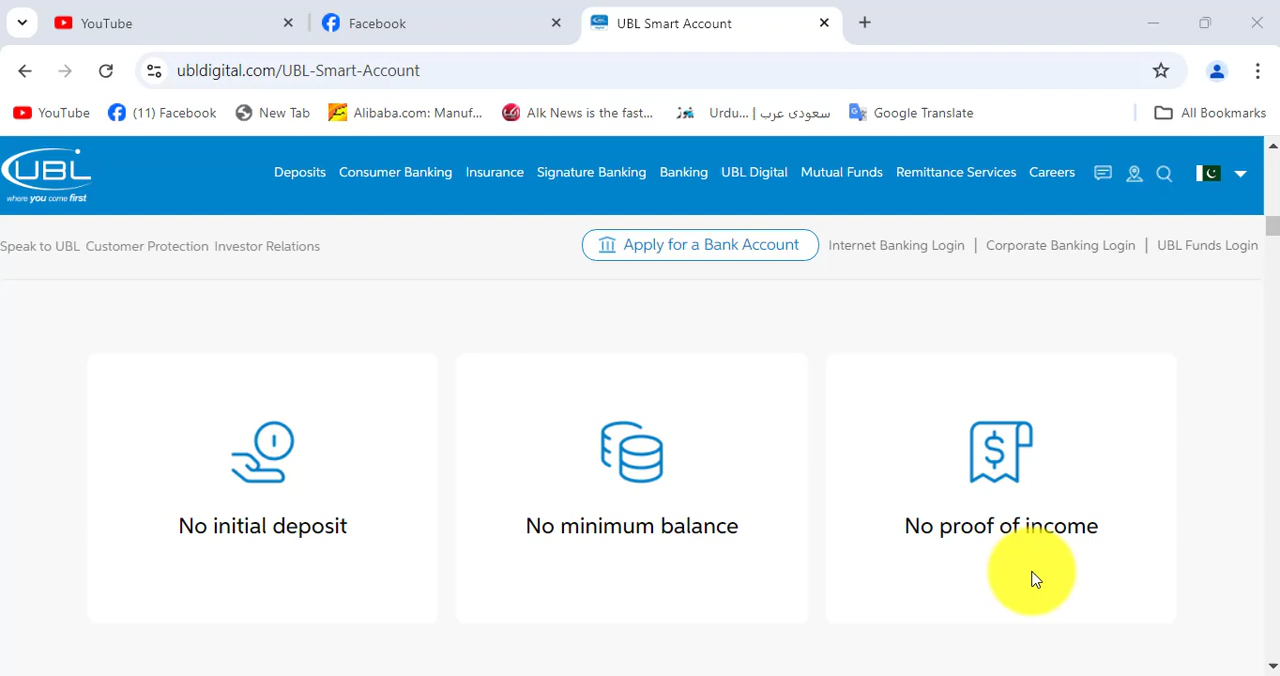 YouTube
Facebook
UBL Smart Account
ubldigital.com/UBL-Smart-Account
YouTube
(11) Facebook
New Tab
Alibaba.com: Manuf...
Alk News is the fast...
سعودی عرب | Urdu...
Google Translate
All Bookmarks
UBL
where you come first
Deposits
Consumer Banking
Insurance
Signature Banking
Banking
UBL Digital
Mutual Funds
Remittance Services
Careers
Speak to UBL
Customer Protection
Investor Relations
Apply for a Bank Account
Internet Banking Login
Corporate Banking Login
UBL Funds Login
No initial deposit
No minimum balance
No proof of income